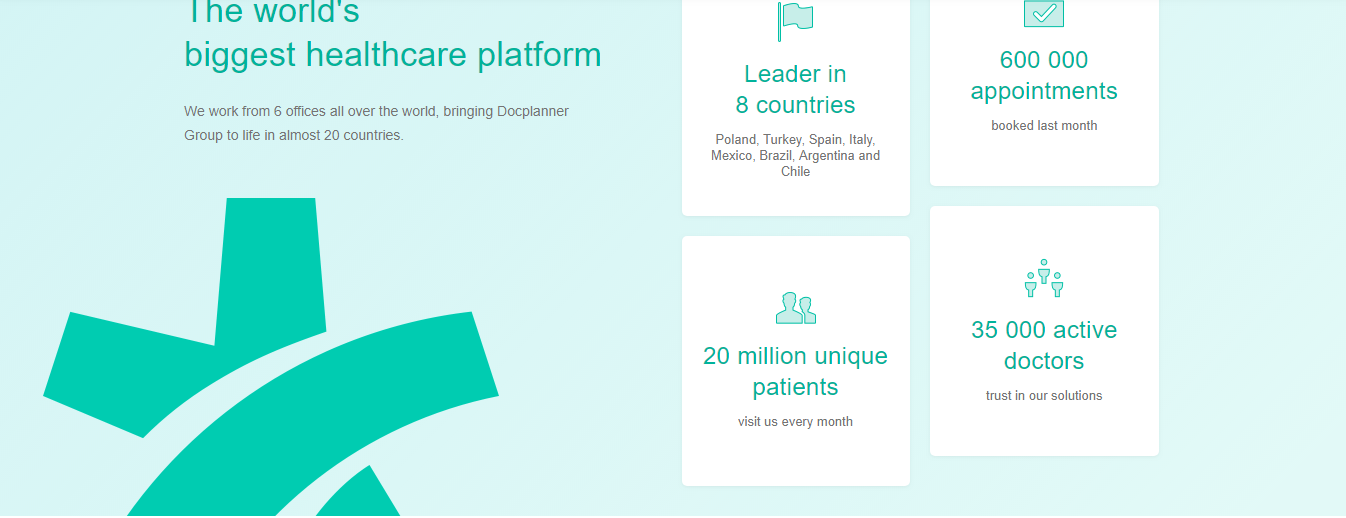 The world's
biggest healthcare platform
We work from 6 offices all over the world, bringing Docplanner
Group to life in almost 20 countries.
Leader in
8 countries
Poland, Turkey, Spain, Italy,
Mexico, Brazil, Argentina and
Chile
600 000
appointments
booked last month
20 million unique
patients
visit us every month
35 000 active
doctors
trust in our solutions